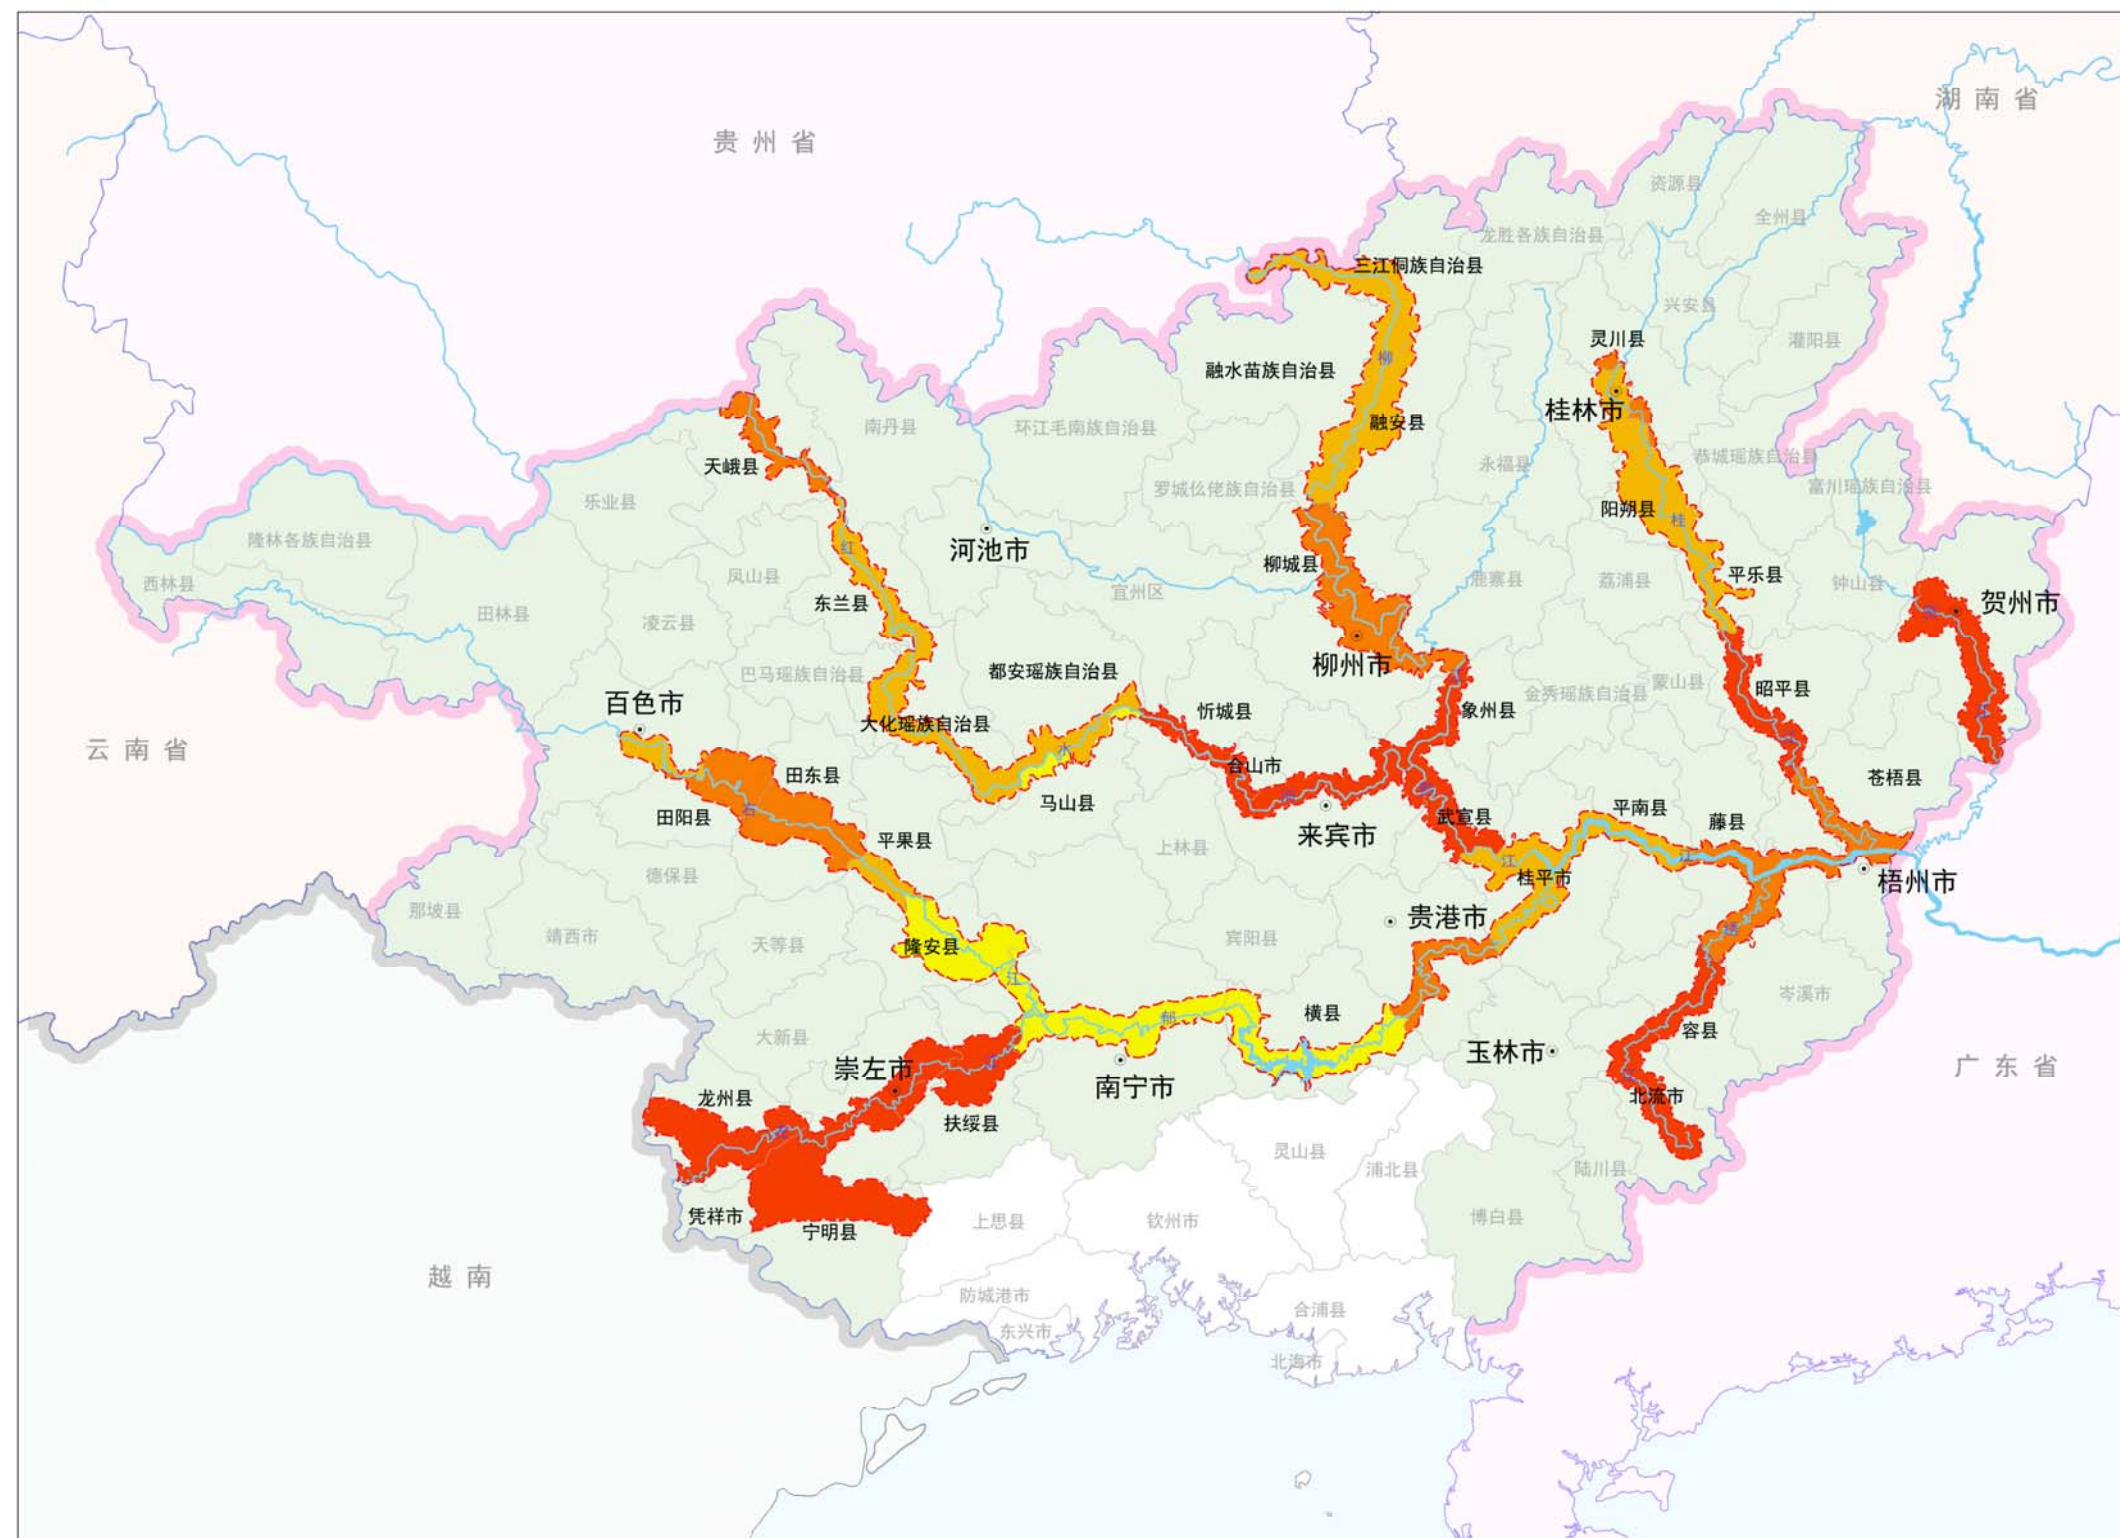 湖南省
贵州省
资源县
全州县
龙胜各族自治县
三江侗族自治县
兴安县
灌阳县
灵川县
柳
融水苗族自治县
桂林市
融安县
南丹县
环江毛南族自治县
天峨县
永福县
恭城瑶族自治县
罗城仫佬族自治县
富川瑶族自治县
乐业县
阳朔县
桂
隆林各族自治县
河池市
红
柳城县
西林县
凤山县
宜州区
鹿寨县
荔浦县
平乐县
钟山县
东兰县
贺州市
田林县
凌云县
柳州市
都安瑶族自治县
巴马瑶族自治县
蒙山县
昭平县
金秀瑶族自治县
百色市
忻城县
象州县
大化瑶族自治县
云南省
水
合山市
田东县
苍梧县
马山县
右
田阳县
武宣县
平南县
藤县
来宾市
平果县
上林县
江
江
德保县
桂平市
梧州市
那坡县
贵港市
靖西市
天等县
隆安县
宾阳县
江
岑溪市
横县
郁
大新县
容县
崇左市
玉林市
广东省
南宁市
龙州县
北流市
扶绥县
灵山县
浦北县
陆川县
凭祥市
宁明县
上思县
钦州市
博白县
越南
防城港市
合浦县
东兴市
北海市